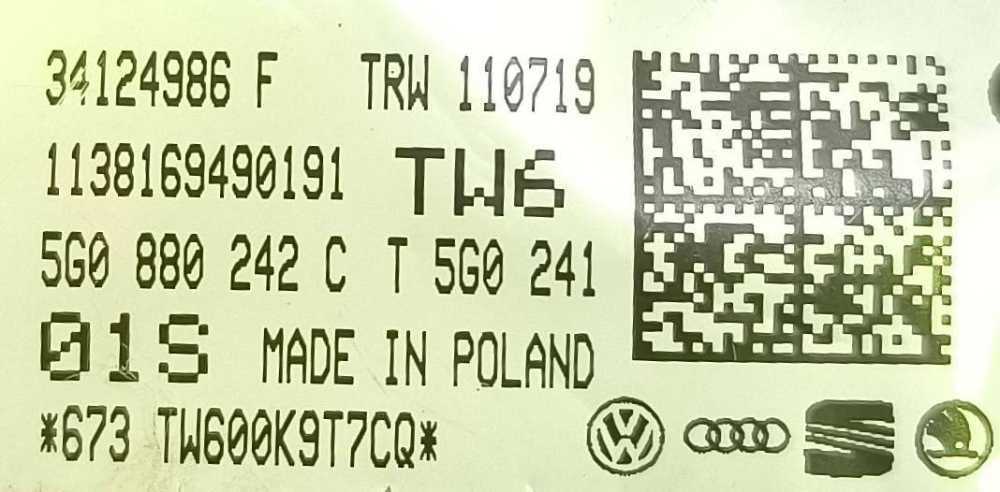 34124986 F TRW 110719
1138169490191 TW6
5G0 880 242 C T 5G0 241
01S MADE IN POLAND
*673 TW600K9T7CQ*